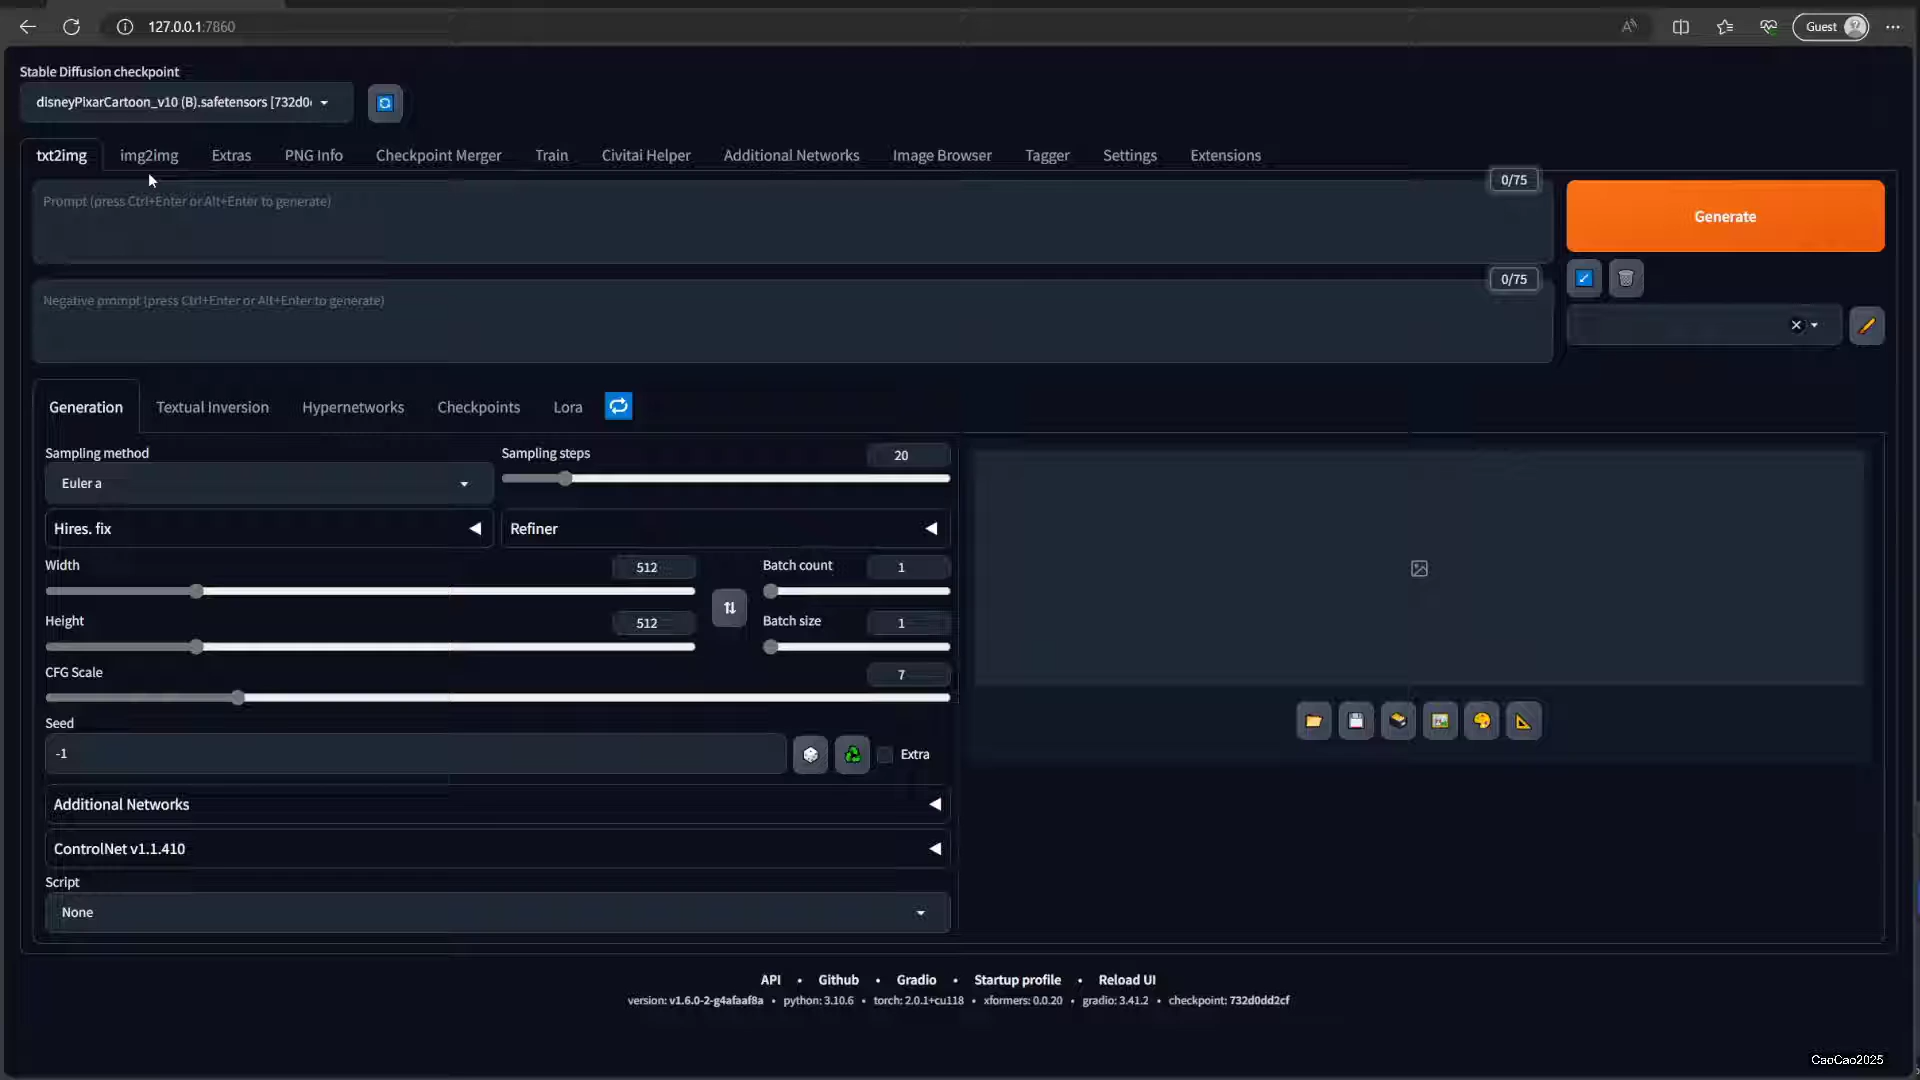 127.0.0.1:7860
Guest
Stable Diffusion checkpoint
disneyPixarCartoon_v10 (B).safetensors [732d0
txt2img img2img Extras PNG Info Checkpoint Merger Train Civitai Helper Additional Networks Image Browser Tagger Settings Extensions
0/75
Prompt (press Ctrl+Enter or Alt+Enter to generate)
Generate
0/75
Negative prompt (press Ctrl+Enter or Alt+Enter to generate)
Generation Textual Inversion Hypernetworks Checkpoints Lora
Sampling method Sampling steps 20
Euler a
Hires. fix Refiner
Width 512 Batch count 1
Height 512 Batch size 1
CFG Scale 7
Seed
-1 Extra
Additional Networks
ControlNet v1.1.410
Script
None
API • Github • Gradio • Startup profile • Reload UI
version: v1.6.0-2-g4afaaf8a • python: 3.10.6 • torch: 2.0.1+cu118 • xformers: 0.0.20 • gradio: 3.41.2 • checkpoint: 732d0dd2cf
CaoCao2025